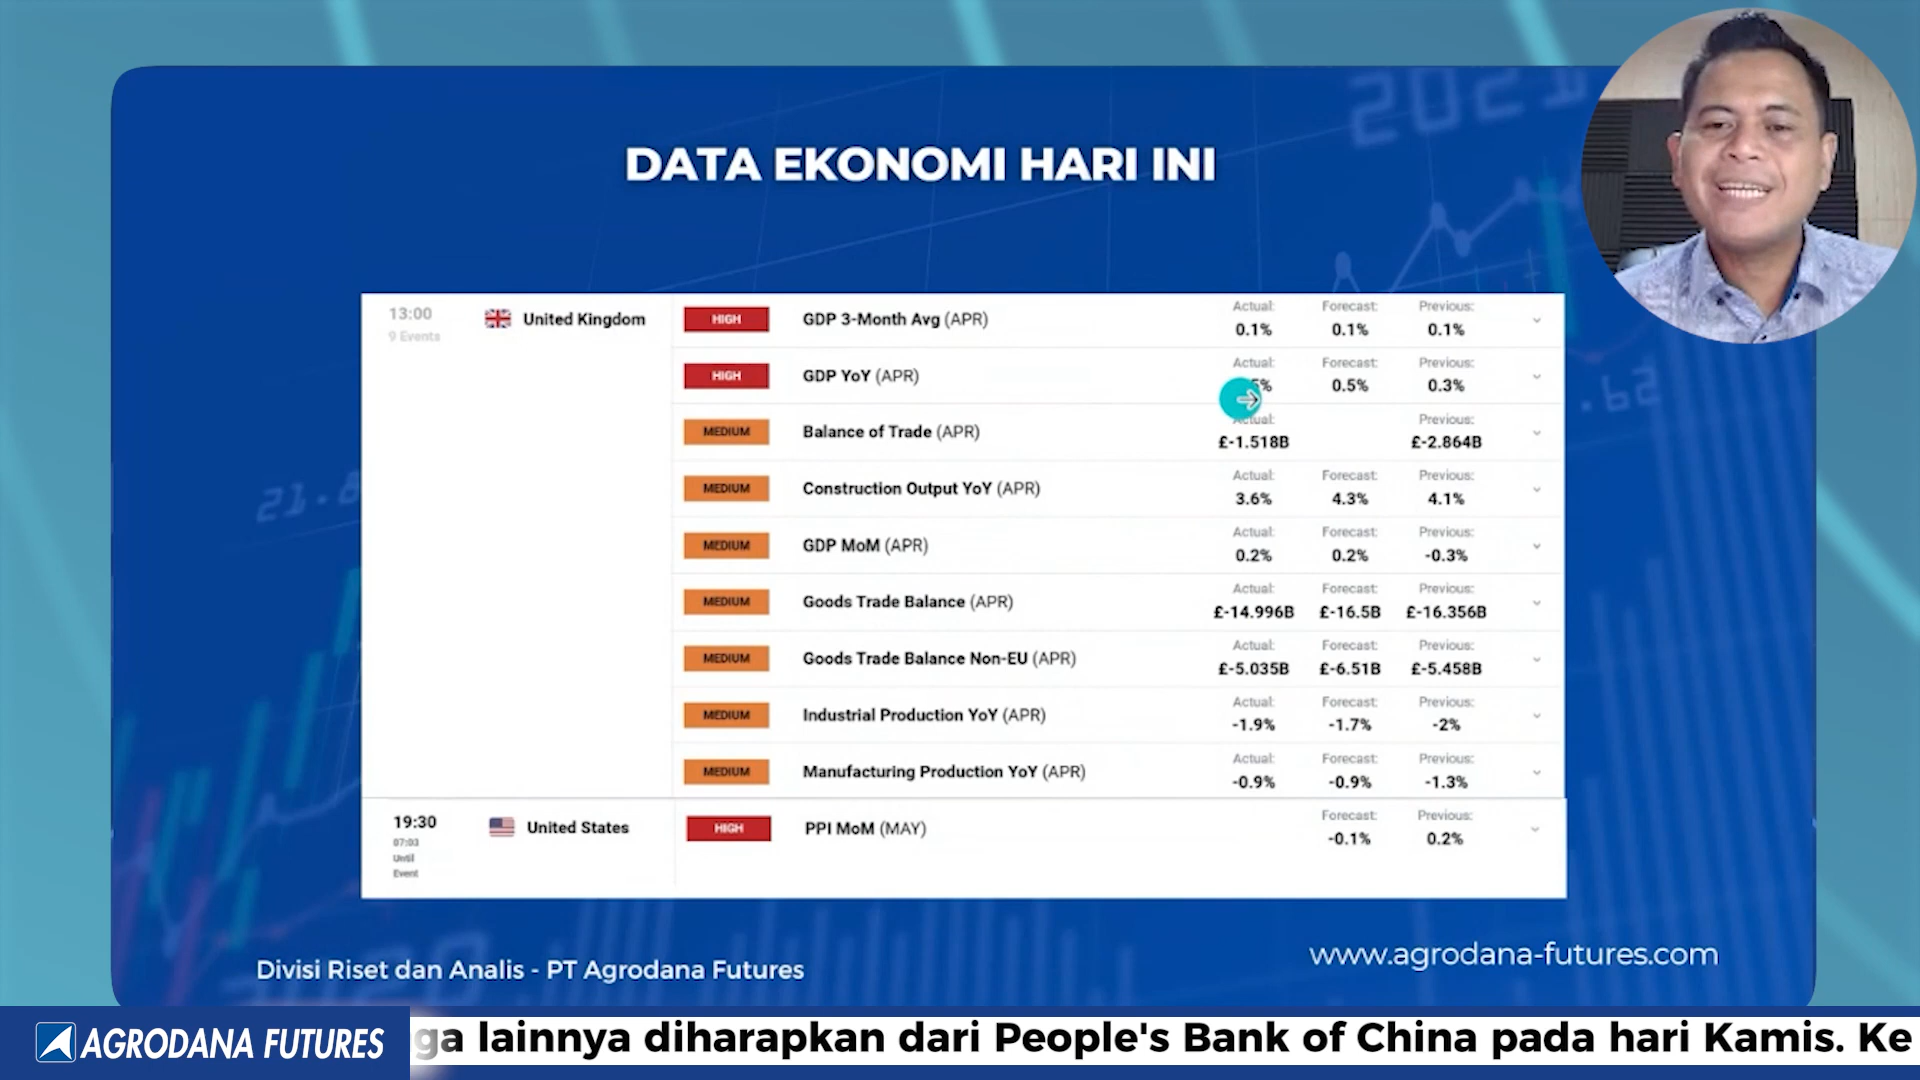 DATA EKONOMI HARI INI
13:00
9 Events
United Kingdom
HIGH GDP 3-Month Avg (APR) Actual: 0.1% Forecast: 0.1% Previous: 0.1%
HIGH GDP YoY (APR) Actual: Forecast: 0.5% Previous: 0.3%
MEDIUM Balance of Trade (APR) Actual: £-1.518B Previous: £-2.864B
MEDIUM Construction Output YoY (APR) Actual: 3.6% Forecast: 4.3% Previous: 4.1%
MEDIUM GDP MoM (APR) Actual: 0.2% Forecast: 0.2% Previous: -0.3%
MEDIUM Goods Trade Balance (APR) Actual: £-14.996B Forecast: £-16.5B Previous: £-16.356B
MEDIUM Goods Trade Balance Non-EU (APR) Actual: £-5.035B Forecast: £-6.51B Previous: £-5.458B
MEDIUM Industrial Production YoY (APR) Actual: -1.9% Forecast: -1.7% Previous: -2%
MEDIUM Manufacturing Production YoY (APR) Actual: -0.9% Forecast: -0.9% Previous: -1.3%
19:30
07:03
Until
Event
United States
HIGH PPI MoM (MAY) Forecast: -0.1% Previous: 0.2%
Divisi Riset dan Analis - PT Agrodana Futures
www.agrodana-futures.com
AGRODANA FUTURES
ga lainnya diharapkan dari People's Bank of China pada hari Kamis. Ke